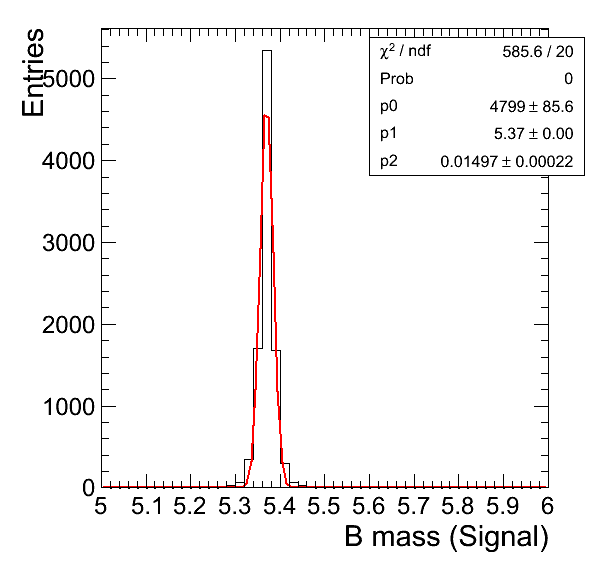 Entries
5000
4000
3000
2000
1000
0
5 5.1 5.2 5.3 5.4 5.5 5.6 5.7 5.8 5.9 6
B mass (Signal)
χ² / ndf 585.6 / 20
Prob 0
p0 4799 ± 85.6
p1 5.37 ± 0.00
p2 0.01497 ± 0.00022